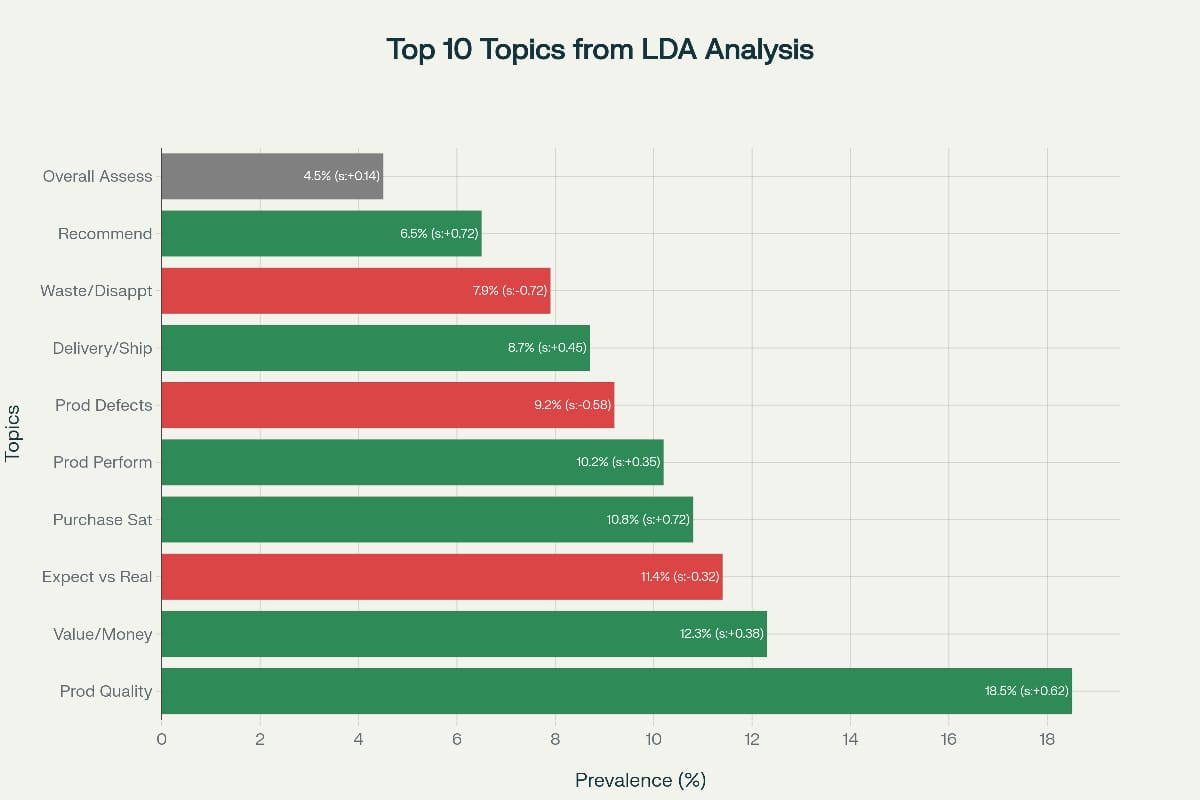 Top 10 Topics from LDA Analysis
Overall Assess
4.5% (s:+0.14)
Recommend
6.5% (s:+0.72)
Waste/Disappt
7.9% (s:-0.72)
Delivery/Ship
8.7% (s:+0.45)
Prod Defects
9.2% (s:-0.58)
Prod Perform
10.2% (s:+0.35)
Purchase Sat
10.8% (s:+0.72)
Expect vs Real
11.4% (s:-0.32)
Value/Money
12.3% (s:+0.38)
Prod Quality
18.5% (s:+0.62)
Topics
0 2 4 6 8 10 12 14 16 18
Prevalence (%)